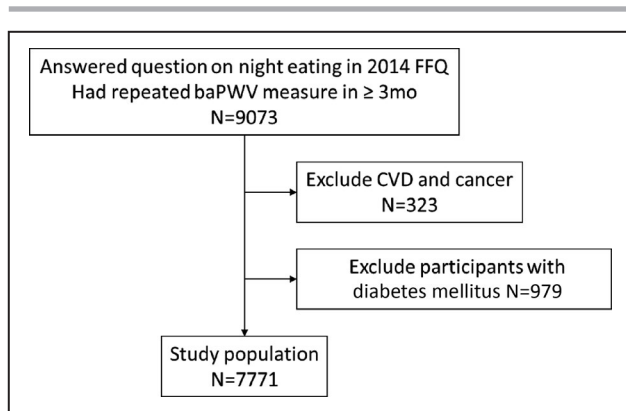 Answered question on night eating in 2014 FFQ
Had repeated baPWV measure in ≥ 3mo
N=9073
Exclude CVD and cancer
N=323
Exclude participants with
diabetes mellitus N=979
Study population
N=7771